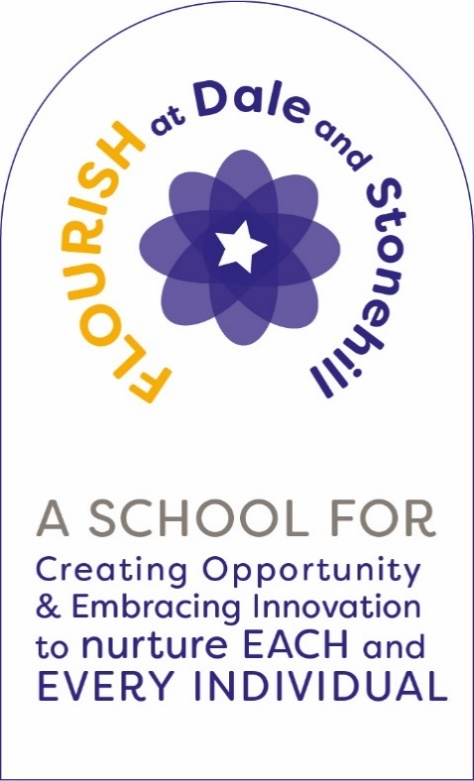 FLOURISH at Dale and Stonehill
A SCHOOL FOR
Creating Opportunity
& Embracing Innovation
to nurture EACH and
EVERY INDIVIDUAL